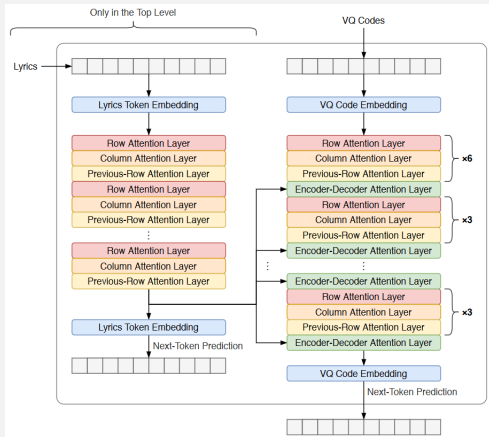 Only in the Top Level
VQ Codes
Lyrics
Lyrics Token Embedding
VQ Code Embedding
Row Attention Layer
Column Attention Layer
Previous-Row Attention Layer
Row Attention Layer
Column Attention Layer
Previous-Row Attention Layer
⋮
Row Attention Layer
Column Attention Layer
Previous-Row Attention Layer
Lyrics Token Embedding
Next-Token Prediction
Row Attention Layer
Column Attention Layer
Previous-Row Attention Layer
×6
Encoder-Decoder Attention Layer
Row Attention Layer
Column Attention Layer
Previous-Row Attention Layer
×3
Encoder-Decoder Attention Layer
⋮ ⋮
Encoder-Decoder Attention Layer
Row Attention Layer
Column Attention Layer
Previous-Row Attention Layer
×3
Encoder-Decoder Attention Layer
VQ Code Embedding
Next-Token Prediction